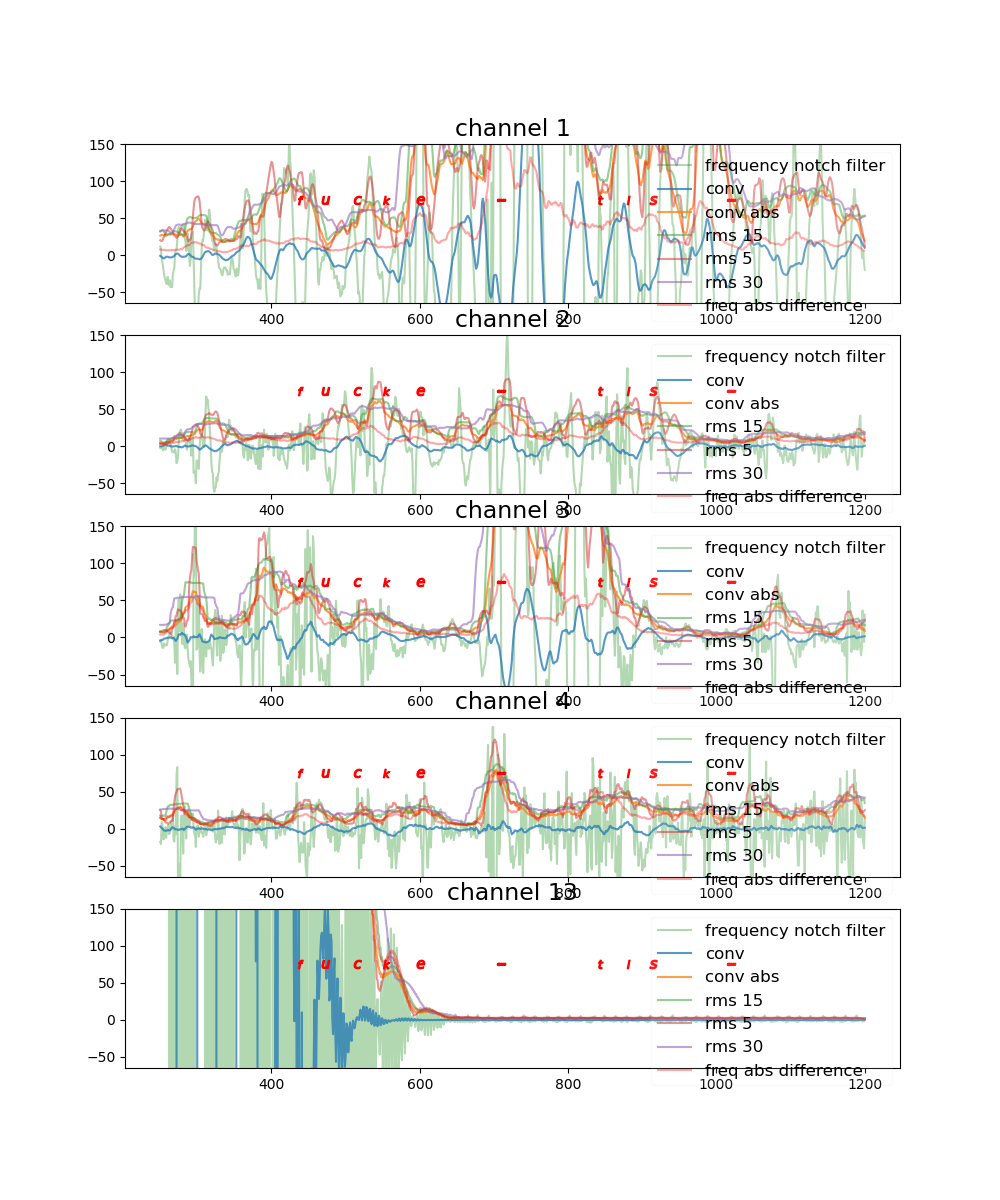 channel 1
150
100
50
0
−50
f u c k e – t i s –
frequency notch filter
conv
conv abs
rms 15
rms 5
rms 30
freq abs difference
400 600 800 1000 1200
channel 2
150
100
50
0
−50
f u c k e – t i s –
frequency notch filter
conv
conv abs
rms 15
rms 5
rms 30
freq abs difference
400 600 800 1000 1200
channel 3
150
100
50
0
−50
f u c k e – t i s –
frequency notch filter
conv
conv abs
rms 15
rms 5
rms 30
freq abs difference
400 600 800 1000 1200
channel 4
150
100
50
0
−50
f u c k e – t i s –
frequency notch filter
conv
conv abs
rms 15
rms 5
rms 30
freq abs difference
400 600 800 1000 1200
channel 13
150
100
50
0
−50
f u c k e – t i s –
frequency notch filter
conv
conv abs
rms 15
rms 5
rms 30
freq abs difference
400 600 800 1000 1200